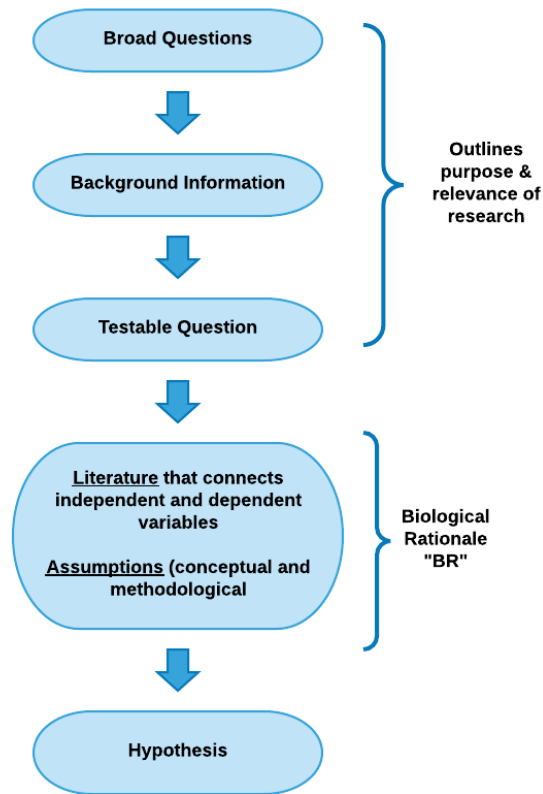 Broad Questions
Background Information
Testable Question
Outlines
purpose &
relevance of
research
Literature that connects
independent and dependent
variables
Assumptions (conceptual and
methodological
Biological
Rationale
"BR"
Hypothesis